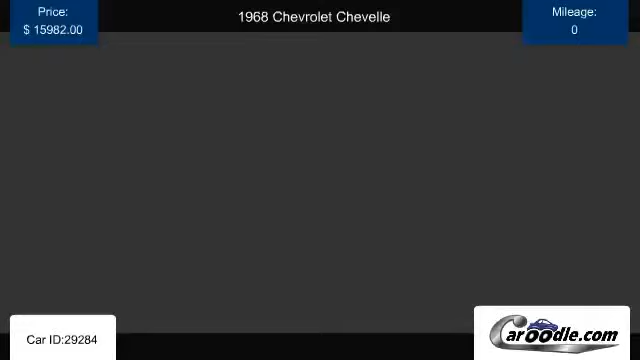 Price:
$ 15982.00
1968 Chevrolet Chevelle
Mileage:
0
Car ID:29284
Caroodle.com